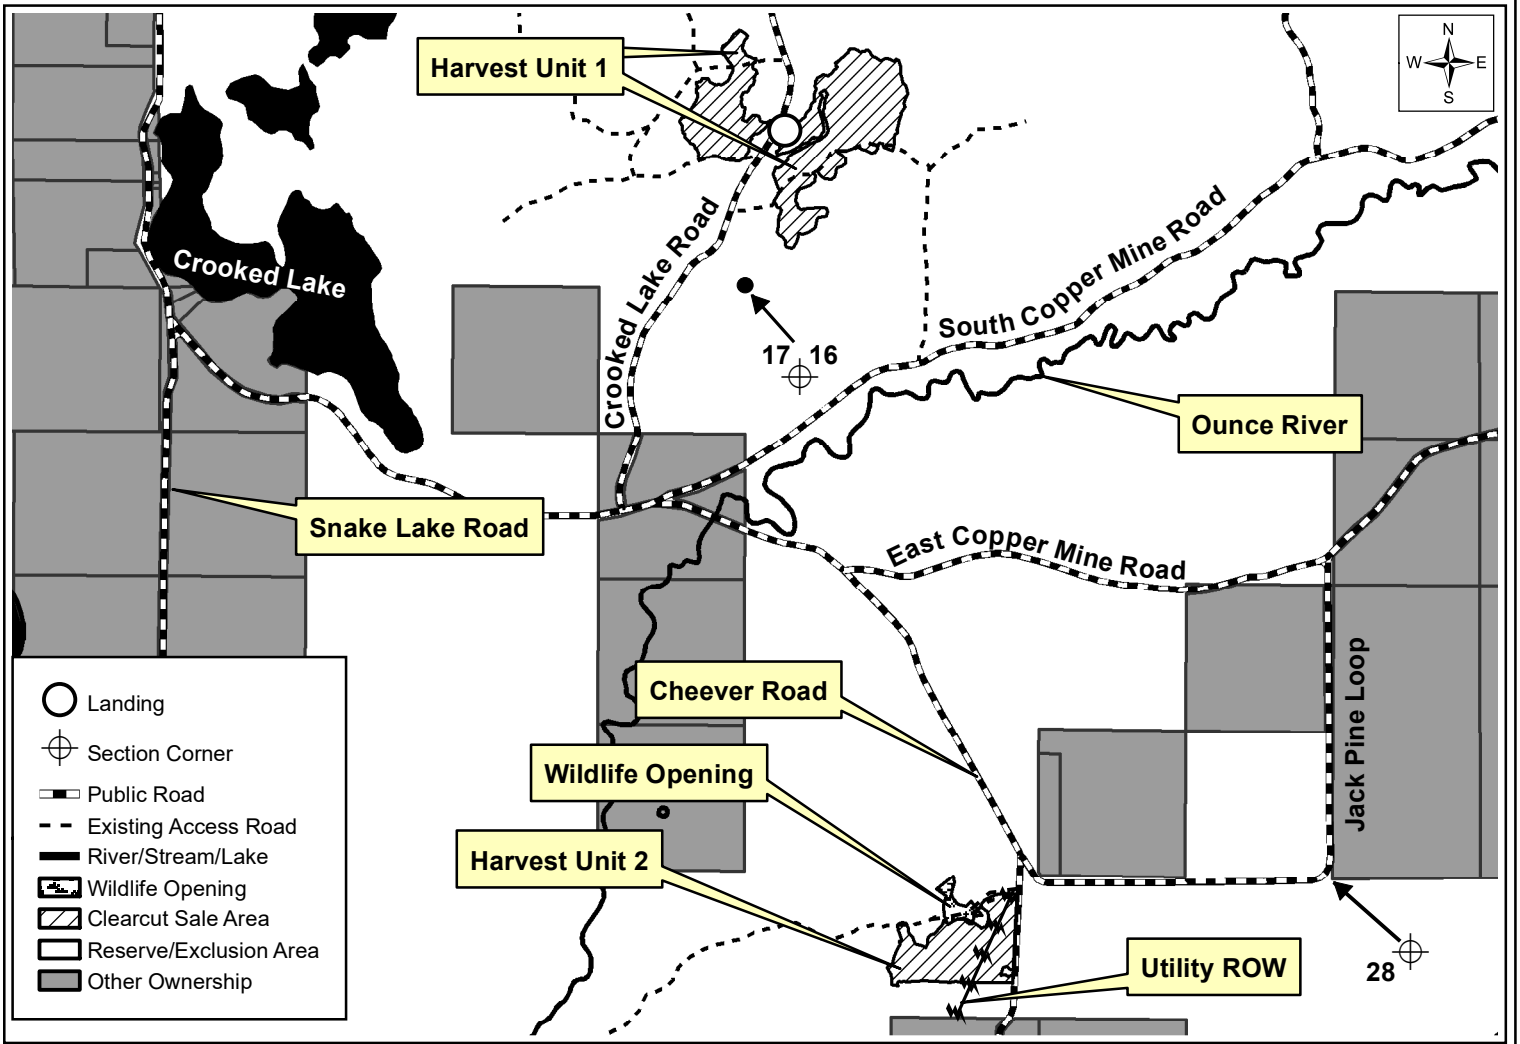 N
W E
S
Harvest Unit 1
Crooked Lake
Crooked Lake Road
South Copper Mine Road
17 16
Ounce River
Snake Lake Road
East Copper Mine Road
Cheever Road
Jack Pine Loop
Wildlife Opening
Harvest Unit 2
Utility ROW
28
Landing
Section Corner
Public Road
Existing Access Road
River/Stream/Lake
Wildlife Opening
Clearcut Sale Area
Reserve/Exclusion Area
Other Ownership